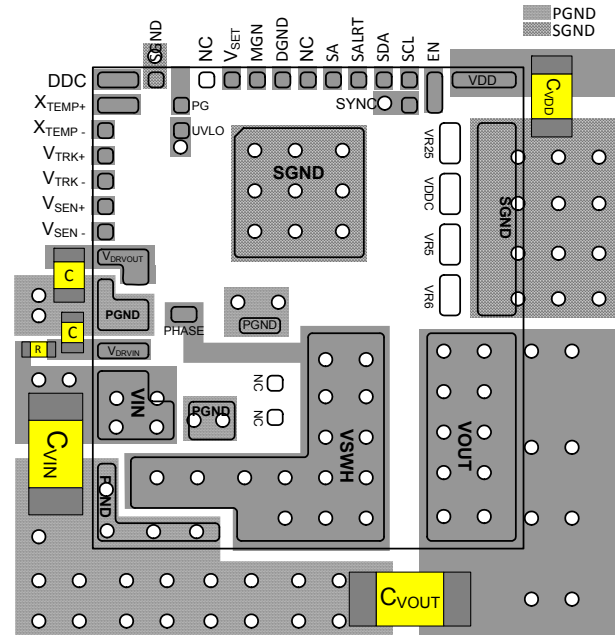 PGND
SGND
SGND
NC
VSET
MGN
DGND
NC
SA
SALRT
SDA
SCL
EN
DDC
VDD
CVDD
XTEMP+
PG
SYNC
XTEMP -
UVLO
VR25
VTRK+
SGND
VTRK -
VDDC
SGND
VSEN+
VSEN -
VR5
VDRVOUT
C
VR6
PGND
PHASE
PGND
C
R
VDRVIN
VIN
NC
PGND
NC
CVIN
VSWH
VOUT
PGND
CVOUT